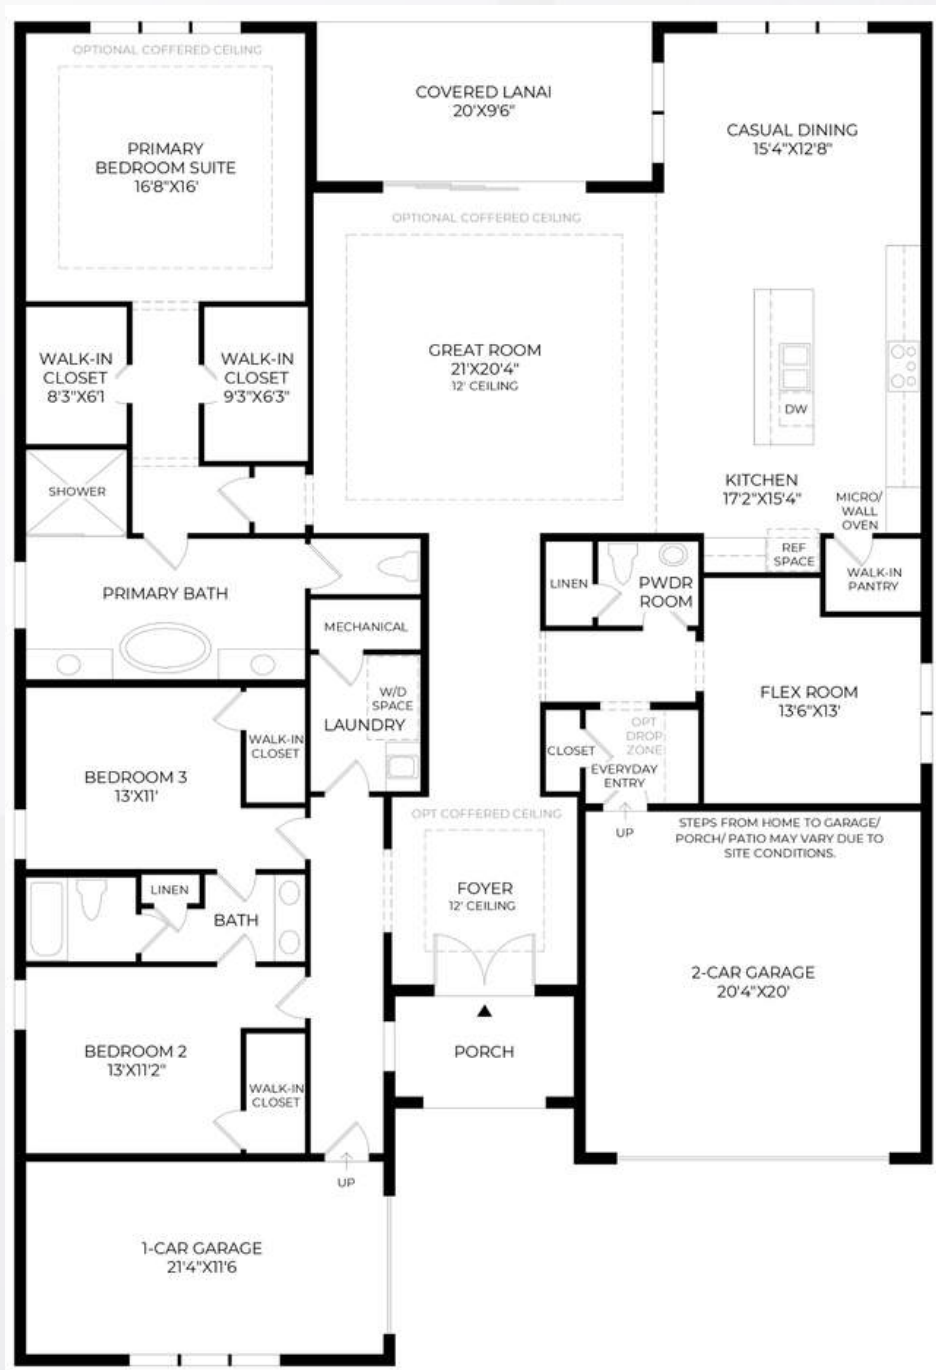 OPTIONAL COFFERED CEILING
PRIMARY
BEDROOM SUITE
16'8"X16'
COVERED LANAI
20'X9'6"
CASUAL DINING
15'4"X12'8"
OPTIONAL COFFERED CEILING
GREAT ROOM
21'X20'4"
12' CEILING
WALK-IN
CLOSET
8'3"X6'1
WALK-IN
CLOSET
9'3"X6'3"
DW
KITCHEN
17'2"X15'4"
MICRO/
WALL
OVEN
SHOWER
REF
SPACE
WALK-IN
PANTRY
PRIMARY BATH
LINEN
PWDR
ROOM
MECHANICAL
W/D
SPACE
LAUNDRY
FLEX ROOM
13'6"X13'
WALK-IN
CLOSET
BEDROOM 3
13'X11'
CLOSET
OPT
DROP
ZONE
EVERYDAY
ENTRY
UP
OPT COFFERED CEILING
FOYER
12' CEILING
STEPS FROM HOME TO GARAGE/
PORCH/ PATIO MAY VARY DUE TO
SITE CONDITIONS.
LINEN
BATH
2-CAR GARAGE
20'4"X20'
BEDROOM 2
13'X11'2"
WALK-IN
CLOSET
PORCH
UP
1-CAR GARAGE
21'4"X11'6